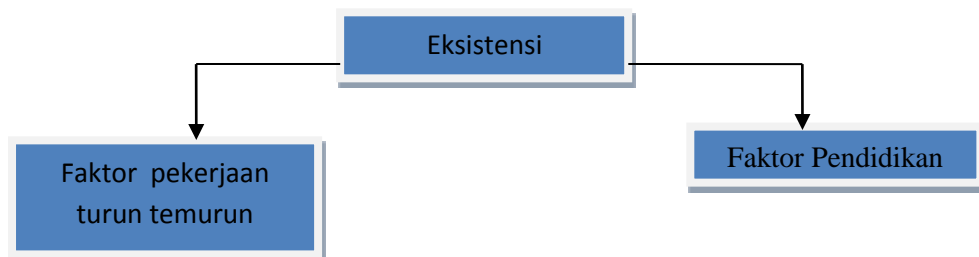 Eksistensi
Faktor pekerjaan
turun temurun
Faktor Pendidikan